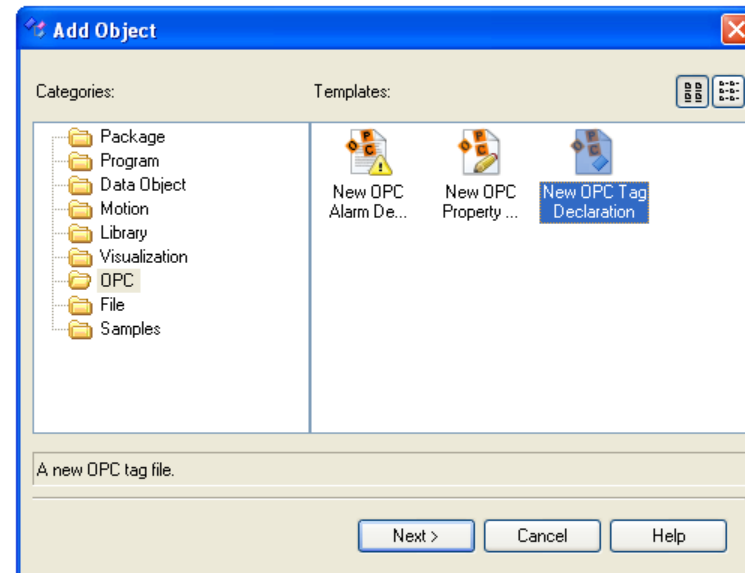 Add Object
Categories:
Templates:
Package
Program
Data Object
Motion
Library
Visualization
OPC
File
Samples
New OPC
Alarm De...
New OPC
Property ...
New OPC Tag
Declaration
A new OPC tag file.
Next >
Cancel
Help